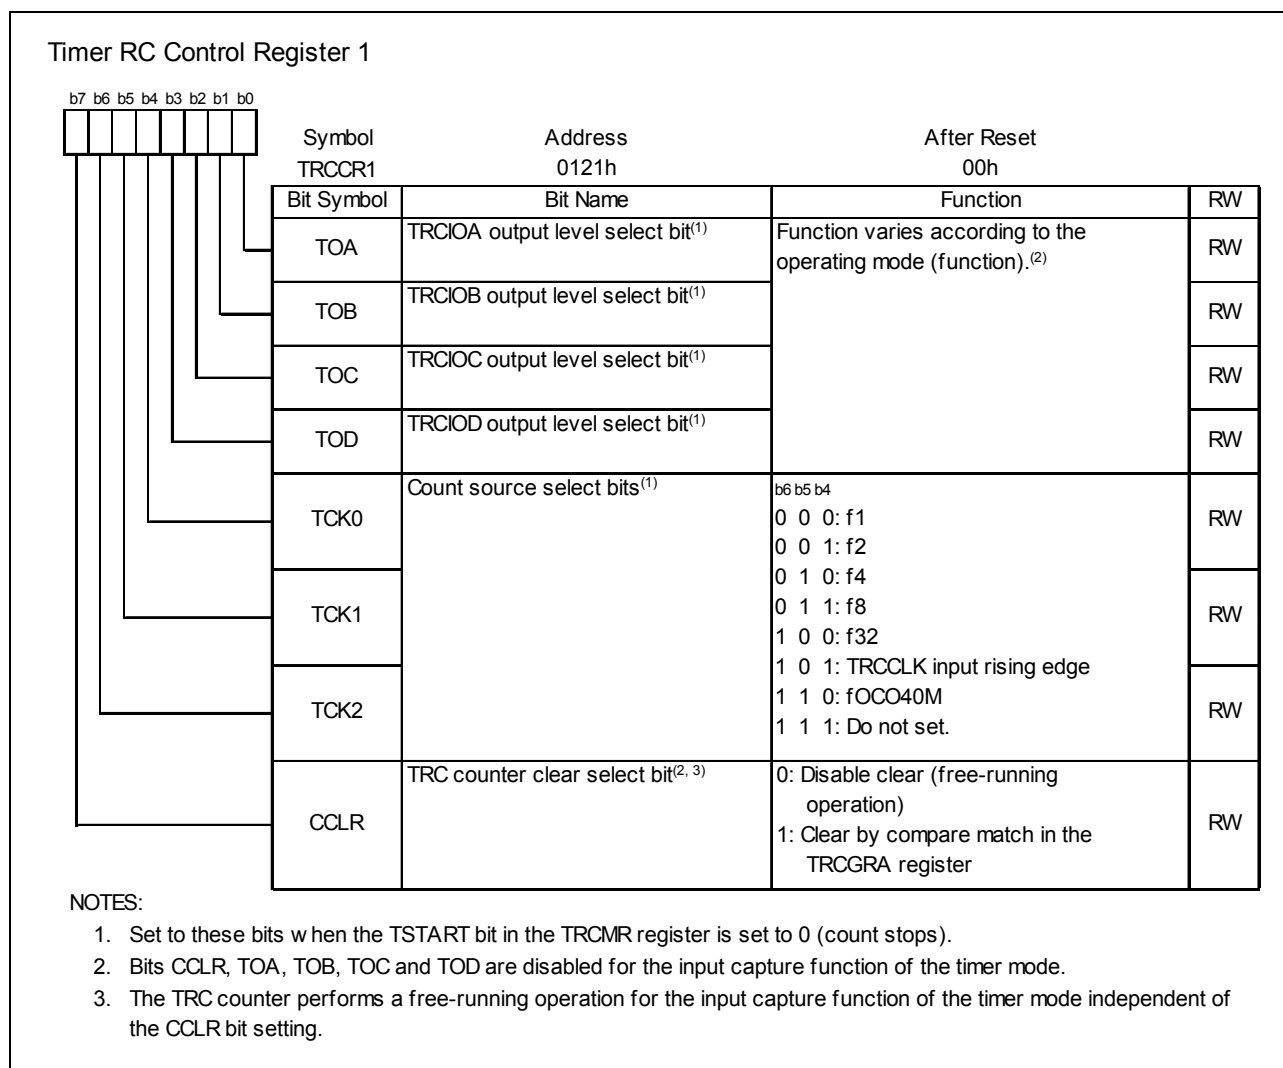 Timer RC Control Register 1
b7 b6 b5 b4 b3 b2 b1 b0
Symbol Address After Reset
TRCCR1 0121h 00h
Bit Symbol Bit Name Function RW
TOA TRCIOA output level select bit(1) Function varies according to the RW
operating mode (function).(2)
TOB TRCIOB output level select bit(1) RW
TOC TRCIOC output level select bit(1) RW
TOD TRCIOD output level select bit(1) RW
Count source select bits(1) b6 b5 b4
TCK0 0 0 0: f1 RW
0 0 1: f2
0 1 0: f4
TCK1 0 1 1: f8 RW
1 0 0: f32
1 0 1: TRCCLK input rising edge
TCK2 1 1 0: fOCO40M RW
1 1 1: Do not set.
TRC counter clear select bit(2, 3) 0: Disable clear (free-running
operation)
CCLR 1: Clear by compare match in the RW
TRCGRA register
NOTES:
1. Set to these bits when the TSTART bit in the TRCMR register is set to 0 (count stops).
2. Bits CCLR, TOA, TOB, TOC and TOD are disabled for the input capture function of the timer mode.
3. The TRC counter performs a free-running operation for the input capture function of the timer mode independent of
the CCLR bit setting.